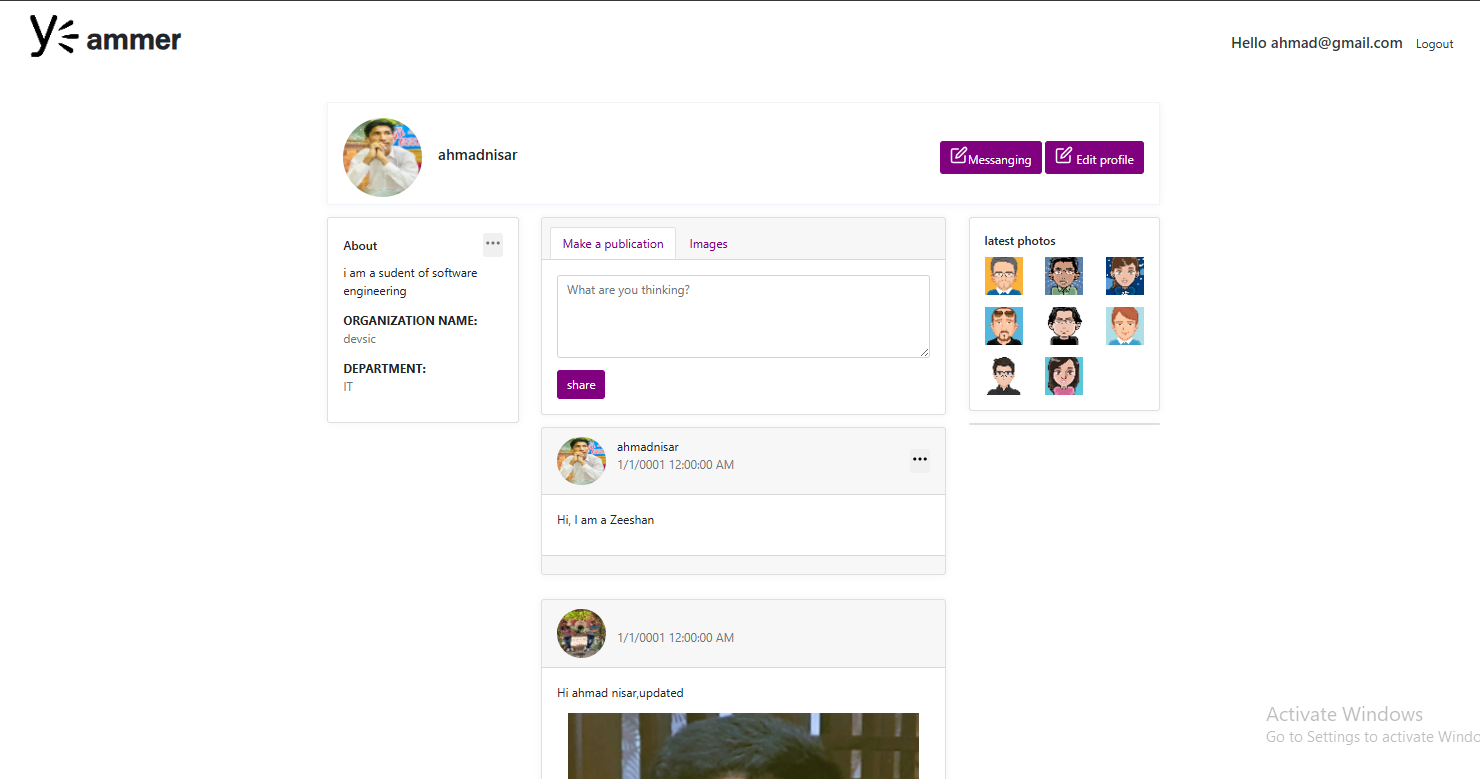 y ammer
Hello ahmad@gmail.com Logout
ahmadnisar
Messanging Edit profile
About
i am a sudent of software
engineering
ORGANIZATION NAME:
devsic
DEPARTMENT:
IT
Make a publication Images
What are you thinking?
share
latest photos
ahmadnisar
1/1/0001 12:00:00 AM
Hi, I am a Zeeshan
1/1/0001 12:00:00 AM
Hi ahmad nisar,updated
Activate Windows
Go to Settings to activate Windo